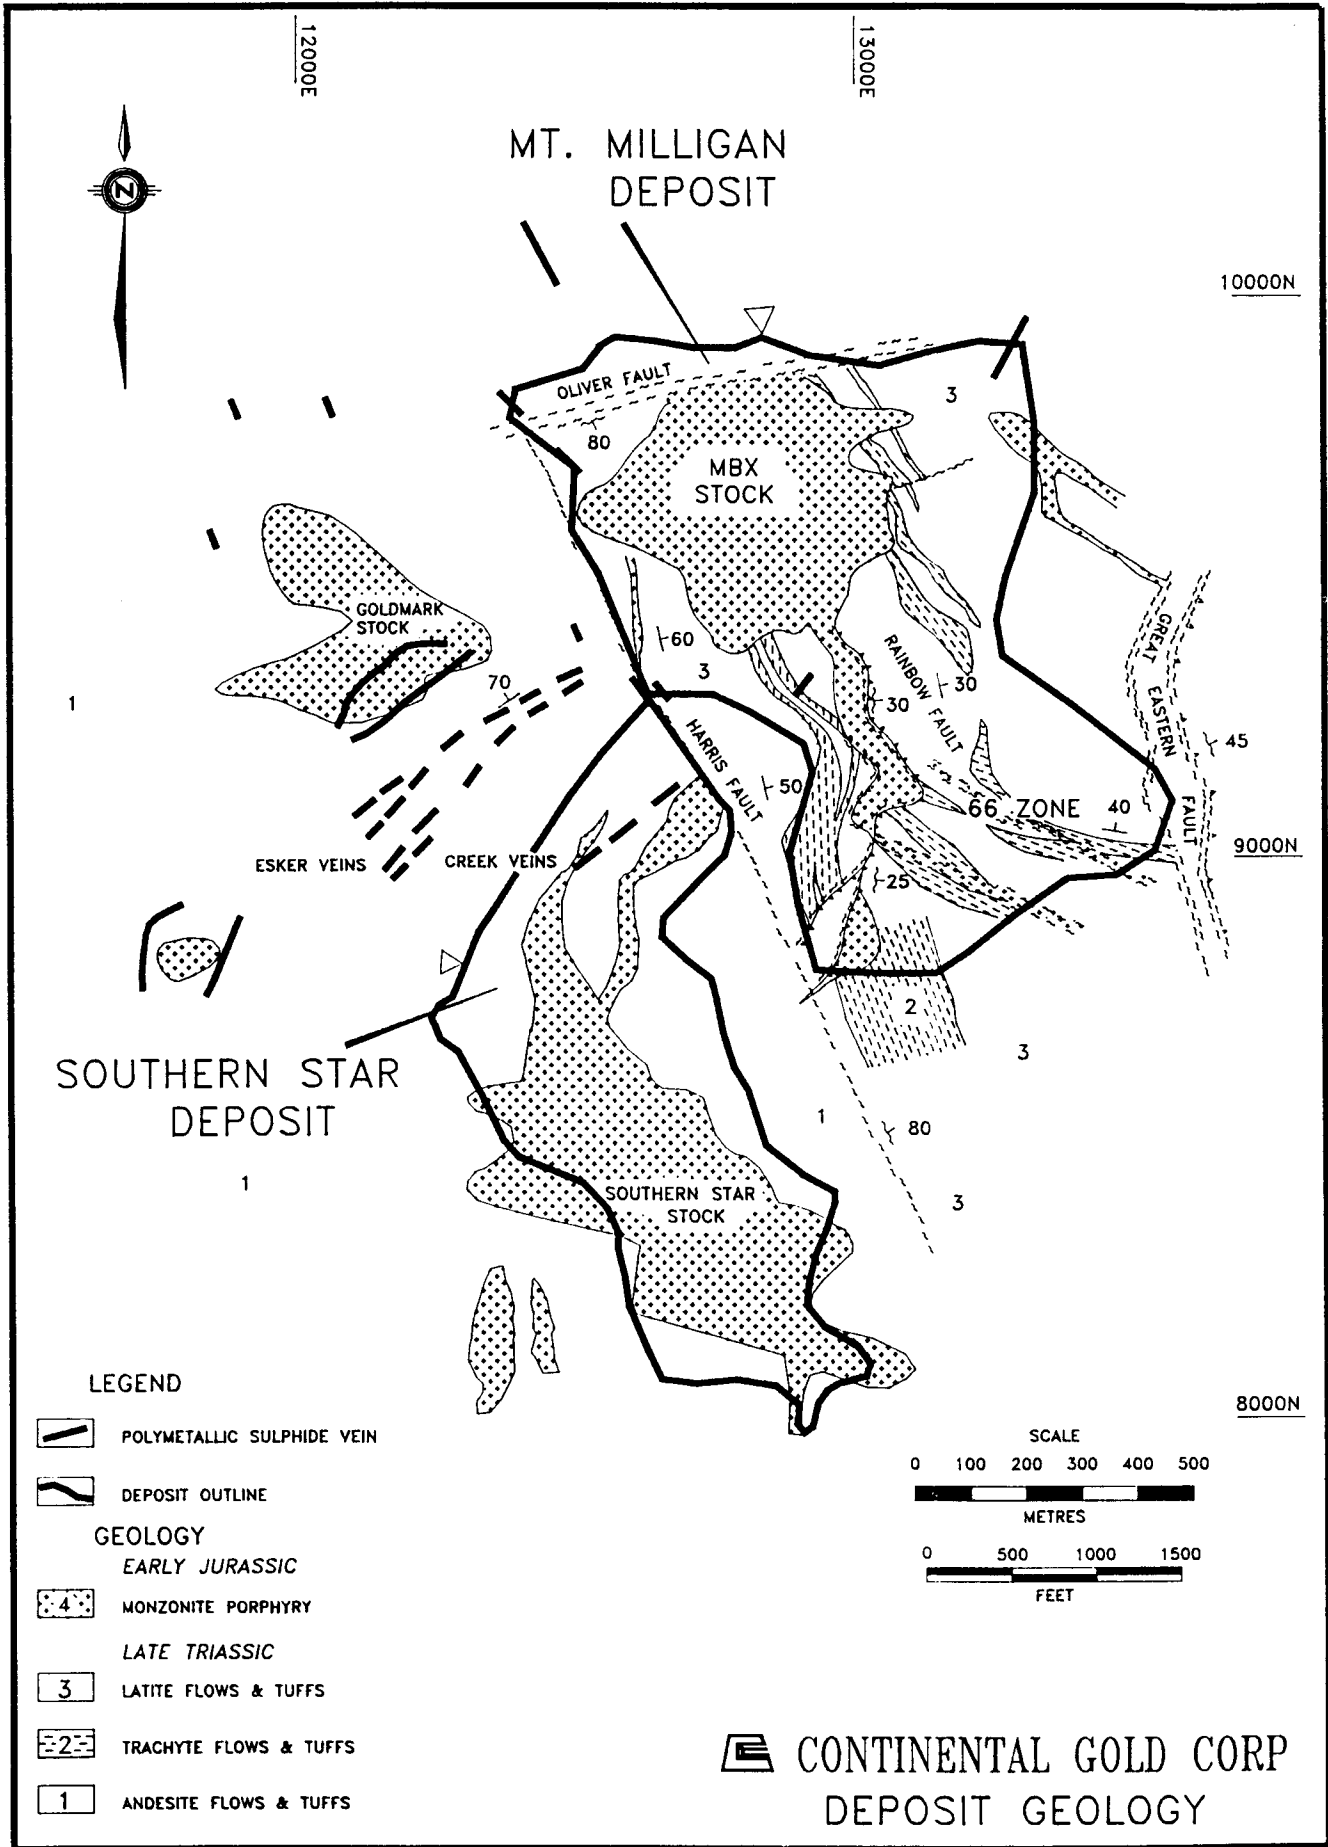 12000E
13000E
N
MT. MILLIGAN
DEPOSIT
10000N
OLIVER FAULT
3
80
MBX
STOCK
GOLDMARK
STOCK
60
3
RAINBOW FAULT
30
30
GREAT
EASTERN
FAULT
70
1
HARRIS FAULT
45
50
66 ZONE
40
9000N
ESKER VEINS
CREEK VEINS
25
2
3
SOUTHERN STAR
DEPOSIT
1
80
1
SOUTHERN STAR
STOCK
3
8000N
LEGEND
POLYMETALLIC SULPHIDE VEIN
DEPOSIT OUTLINE
GEOLOGY
EARLY JURASSIC
4 MONZONITE PORPHYRY
LATE TRIASSIC
3 LATITE FLOWS & TUFFS
2 TRACHYTE FLOWS & TUFFS
1 ANDESITE FLOWS & TUFFS
SCALE
0 100 200 300 400 500
METRES
0 500 1000 1500
FEET
CONTINENTAL GOLD CORP
DEPOSIT GEOLOGY